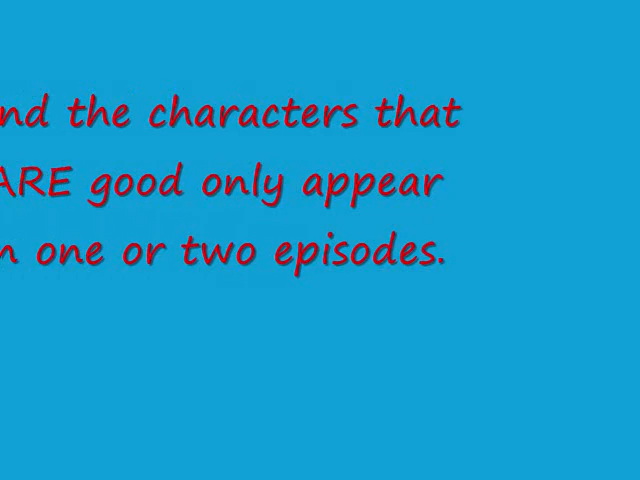 nd the characters that
ARE good only appear
n one or two episodes.